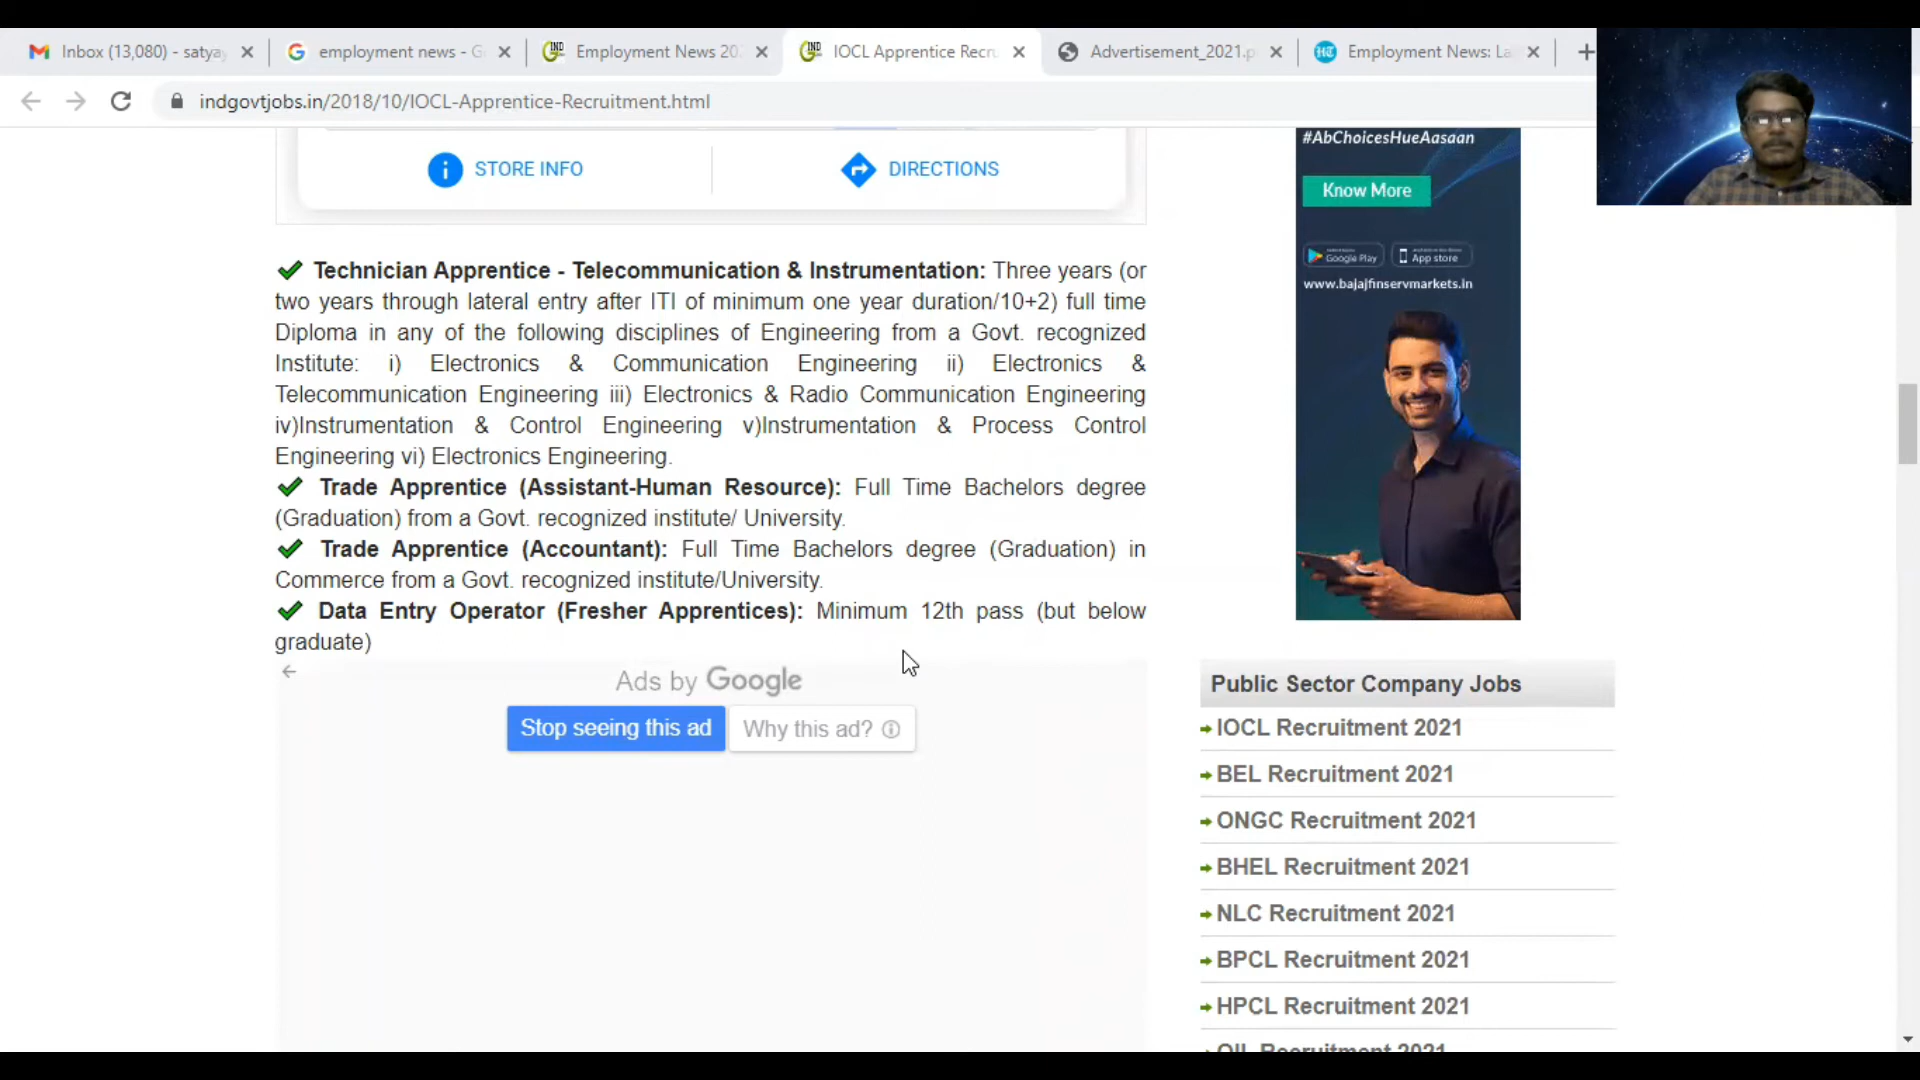 Inbox (13,080) - satya
employment news - G
Employment News 20
IOCL Apprentice Recru
Advertisement_2021.p
Employment News: La
indgovtjobs.in/2018/10/IOCL-Apprentice-Recruitment.html
STORE INFO
DIRECTIONS
Technician Apprentice - Telecommunication & Instrumentation: Three years (or
two years through lateral entry after ITI of minimum one year duration/10+2) full time
Diploma in any of the following disciplines of Engineering from a Govt. recognized
Institute: i) Electronics & Communication Engineering ii) Electronics &
Telecommunication Engineering iii) Electronics & Radio Communication Engineering
iv)Instrumentation & Control Engineering v)Instrumentation & Process Control
Engineering vi) Electronics Engineering.
Trade Apprentice (Assistant-Human Resource): Full Time Bachelors degree
(Graduation) from a Govt. recognized institute/ University.
Trade Apprentice (Accountant): Full Time Bachelors degree (Graduation) in
Commerce from a Govt. recognized institute/University.
Data Entry Operator (Fresher Apprentices): Minimum 12th pass (but below
graduate)
Ads by Google
Stop seeing this ad
Why this ad?
#AbChoicesHueAasaan
Know More
Google Play
App store
www.bajajfinservmarkets.in
Public Sector Company Jobs
IOCL Recruitment 2021
BEL Recruitment 2021
ONGC Recruitment 2021
BHEL Recruitment 2021
NLC Recruitment 2021
BPCL Recruitment 2021
HPCL Recruitment 2021
OIL Recruitment 2021